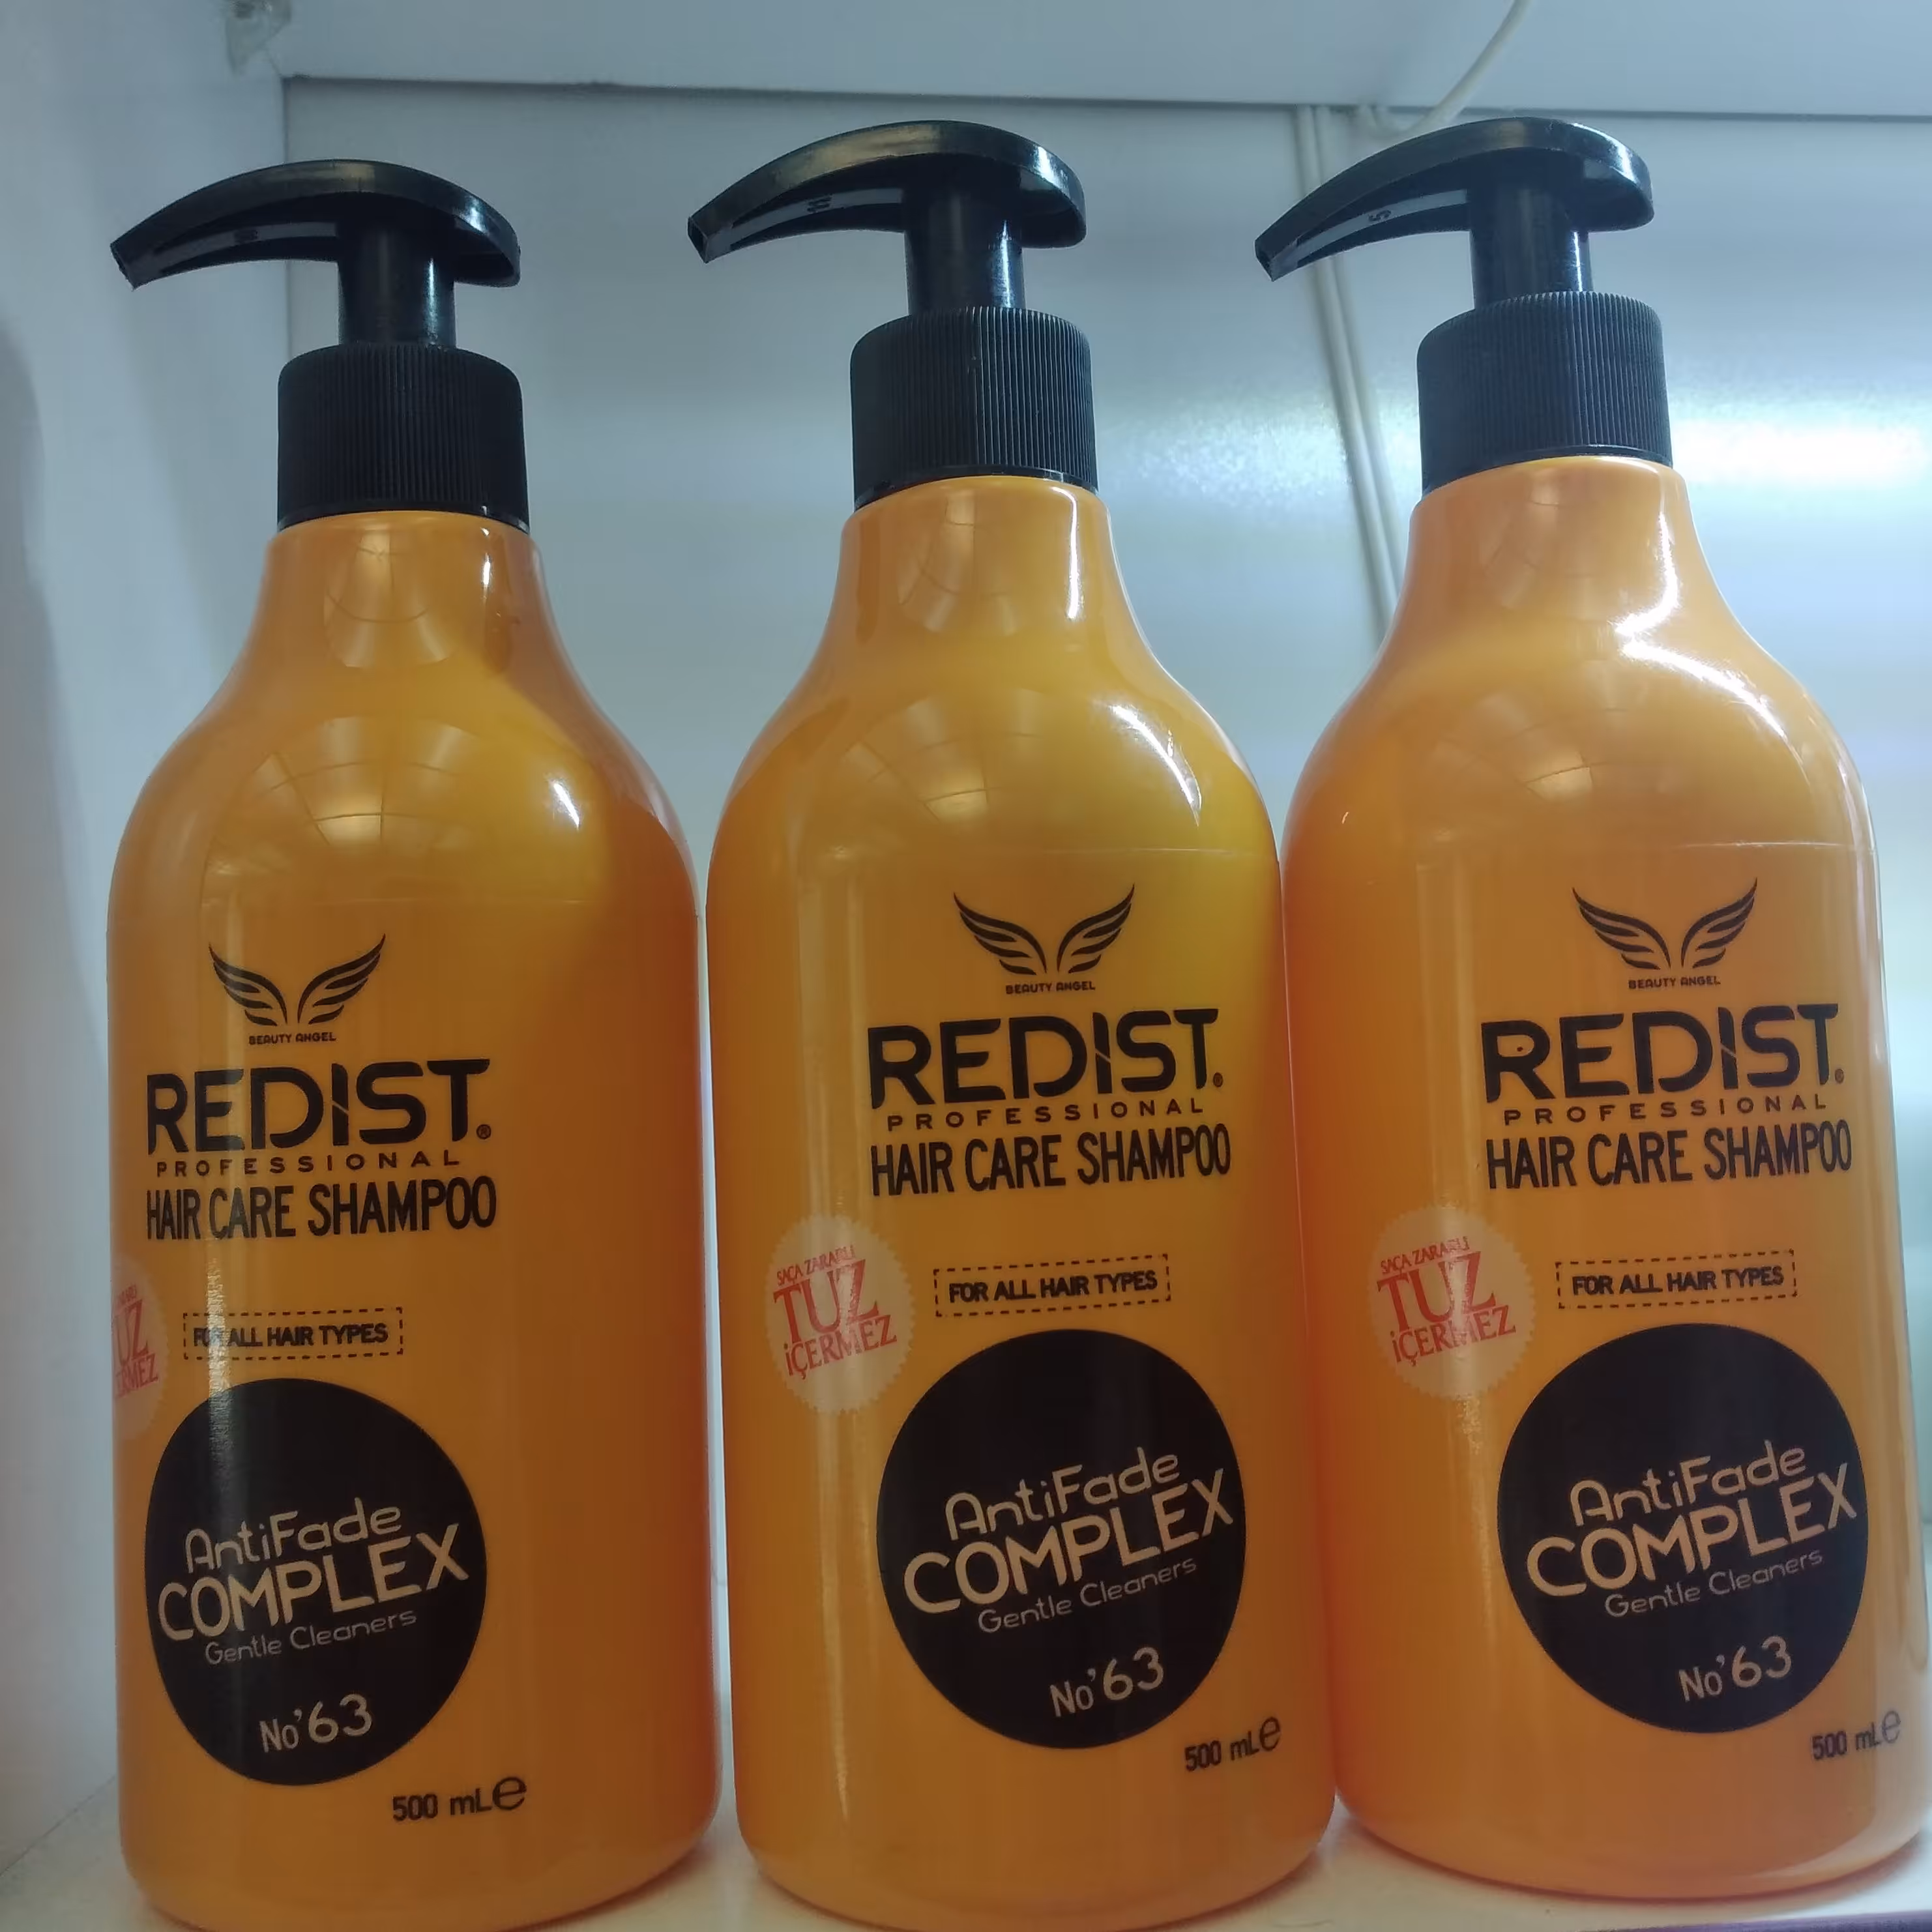 BEAUTY ANGEL
REDIST.®
PROFESSIONAL
HAIR CARE SHAMPOO
TUZ
İÇERMEZ
FOR ALL HAIR TYPES
AntiFade
COMPLEX
Gentle Cleaners
No'63
500 mL℮
BEAUTY ANGEL
REDIST.®
PROFESSIONAL
HAIR CARE SHAMPOO
SAÇA ZARARLI
TUZ
İÇERMEZ
FOR ALL HAIR TYPES
AntiFade
COMPLEX
Gentle Cleaners
No'63
500 mL℮
BEAUTY ANGEL
REDIST.®
PROFESSIONAL
HAIR CARE SHAMPOO
SAÇA ZARARLI
TUZ
İÇERMEZ
FOR ALL HAIR TYPES
AntiFade
COMPLEX
Gentle Cleaners
No'63
500 mL℮